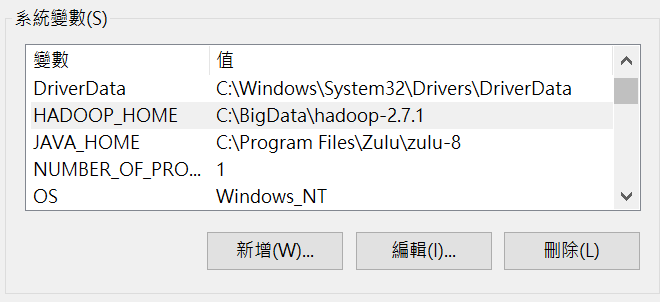 系統變數(S)
變數 值
DriverData C:\Windows\System32\Drivers\DriverData
HADOOP_HOME C:\BigData\hadoop-2.7.1
JAVA_HOME C:\Program Files\Zulu\zulu-8
NUMBER_OF_PRO... 1
OS Windows_NT
新增(W)... 編輯(I)... 刪除(L)